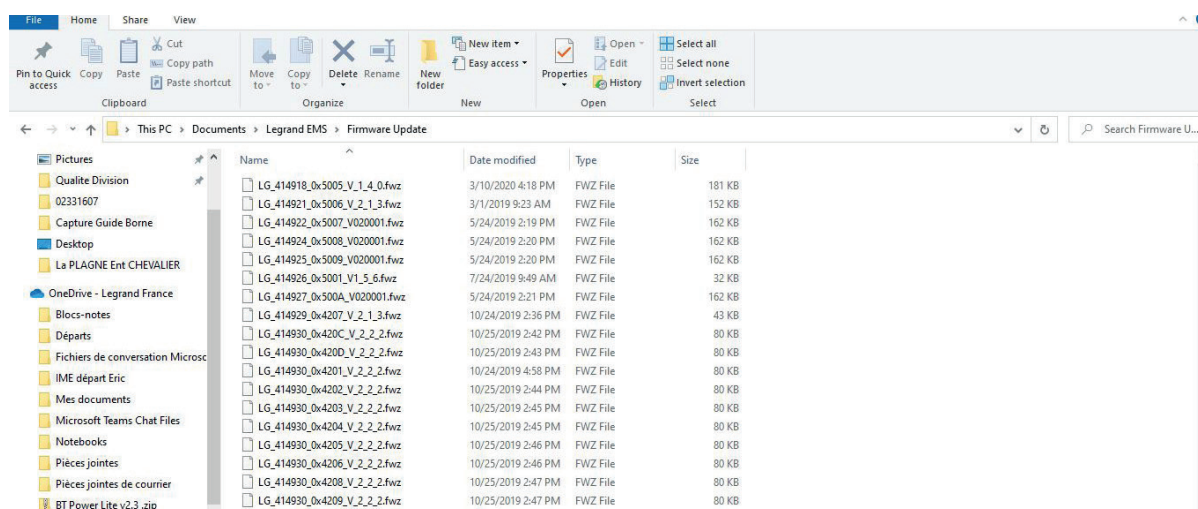 File Home Share View
Pin to Quick access
Copy
Paste
Cut
Copy path
Paste shortcut
Clipboard
Move to
Copy to
Delete
Rename
Organize
New folder
New item
Easy access
New
Properties
Open
Edit
History
Open
Select all
Select none
Invert selection
Select
This PC > Documents > Legrand EMS > Firmware Update
Search Firmware U...
Pictures
Qualite Division
02331607
Capture Guide Borne
Desktop
La PLAGNE Ent CHEVALIER
OneDrive - Legrand France
Blocs-notes
Départs
Fichiers de conversation Microsc
IME départ Eric
Mes documents
Microsoft Teams Chat Files
Notebooks
Pièces jointes
Pièces jointes de courrier
BT Power Lite v2.3 .zip
Name Date modified Type Size
LG_414918_0x5005_V_1_4_0.fwz 3/10/2020 4:18 PM FWZ File 181 KB
LG_414921_0x5006_V_2_1_3.fwz 3/1/2019 9:23 AM FWZ File 152 KB
LG_414922_0x5007_V020001.fwz 5/24/2019 2:19 PM FWZ File 162 KB
LG_414924_0x5008_V020001.fwz 5/24/2019 2:20 PM FWZ File 162 KB
LG_414925_0x5009_V020001.fwz 5/24/2019 2:20 PM FWZ File 162 KB
LG_414926_0x5001_V1_5_6.fwz 7/24/2019 9:49 AM FWZ File 32 KB
LG_414927_0x500A_V020001.fwz 5/24/2019 2:21 PM FWZ File 162 KB
LG_414929_0x4207_V_2_1_3.fwz 10/24/2019 2:36 PM FWZ File 43 KB
LG_414930_0x420C_V_2_2_2.fwz 10/25/2019 2:42 PM FWZ File 80 KB
LG_414930_0x420D_V_2_2_2.fwz 10/25/2019 2:43 PM FWZ File 80 KB
LG_414930_0x4201_V_2_2_2.fwz 10/24/2019 4:58 PM FWZ File 80 KB
LG_414930_0x4202_V_2_2_2.fwz 10/25/2019 2:44 PM FWZ File 80 KB
LG_414930_0x4203_V_2_2_2.fwz 10/25/2019 2:45 PM FWZ File 80 KB
LG_414930_0x4204_V_2_2_2.fwz 10/25/2019 2:45 PM FWZ File 80 KB
LG_414930_0x4205_V_2_2_2.fwz 10/25/2019 2:46 PM FWZ File 80 KB
LG_414930_0x4206_V_2_2_2.fwz 10/25/2019 2:46 PM FWZ File 80 KB
LG_414930_0x4208_V_2_2_2.fwz 10/25/2019 2:47 PM FWZ File 80 KB
LG_414930_0x4209_V_2_2_2.fwz 10/25/2019 2:47 PM FWZ File 80 KB